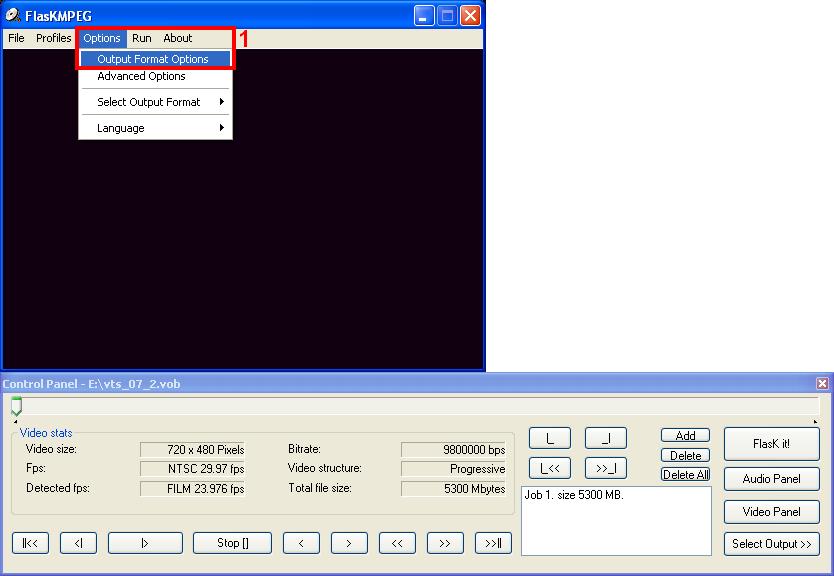 FlasKMPEG
File Profiles Options Run About
1
Output Format Options
Advanced Options
Select Output Format
Language
Control Panel - E:\vts_07_2.vob
Video stats
Video size: 720 x 480 Pixels Bitrate: 9800000 bps
Fps: NTSC 29.97 fps Video structure: Progressive
Detected fps: FILM 23.976 fps Total file size: 5300 Mbytes
|_ _| Add FlasK it!
Delete
|_<< >>_| Delete All Audio Panel
Job 1. size 5300 MB.
Video Panel
||<< <| |> Stop [] < > << >> >>|| Select Output >>